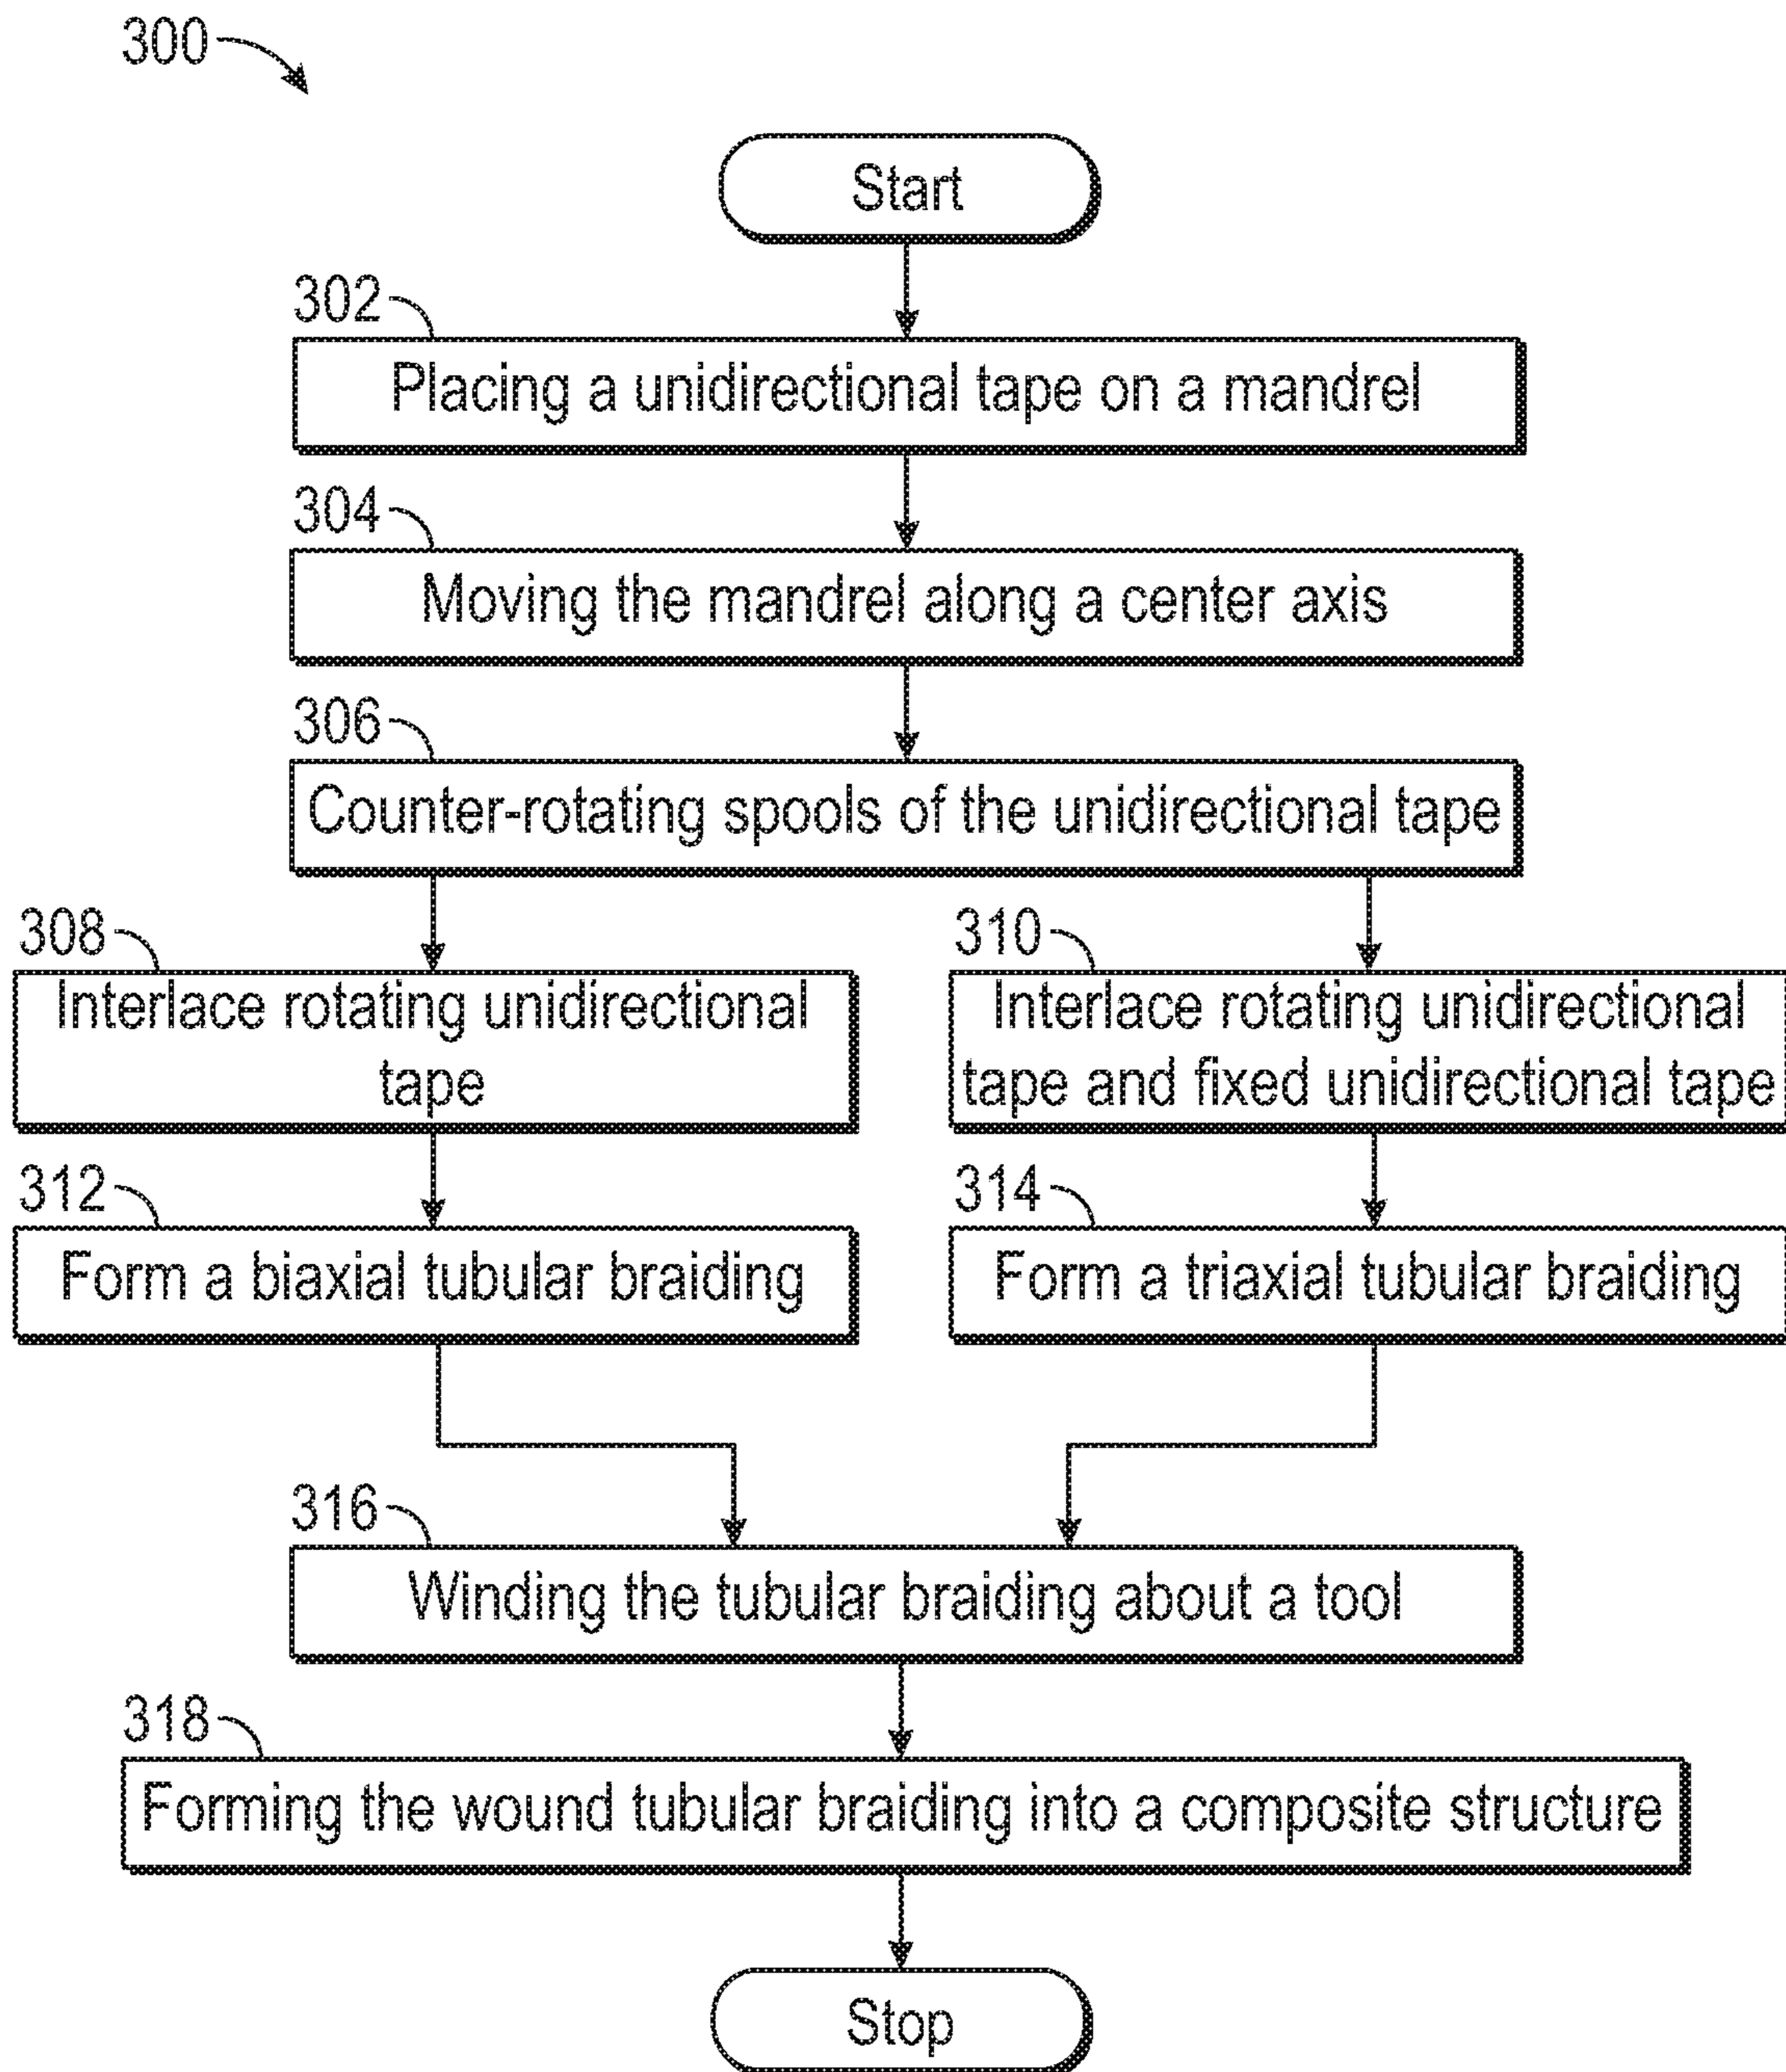 300
Start
302
Placing a unidirectional tape on a mandrel
304
Moving the mandrel along a center axis
306
Counter-rotating spools of the unidirectional tape
308
Interlace rotating unidirectional
tape
310
Interlace rotating unidirectional
tape and fixed unidirectional tape
312
Form a biaxial tubular braiding
314
Form a triaxial tubular braiding
316
Winding the tubular braiding about a tool
318
Forming the wound tubular braiding into a composite structure
Stop